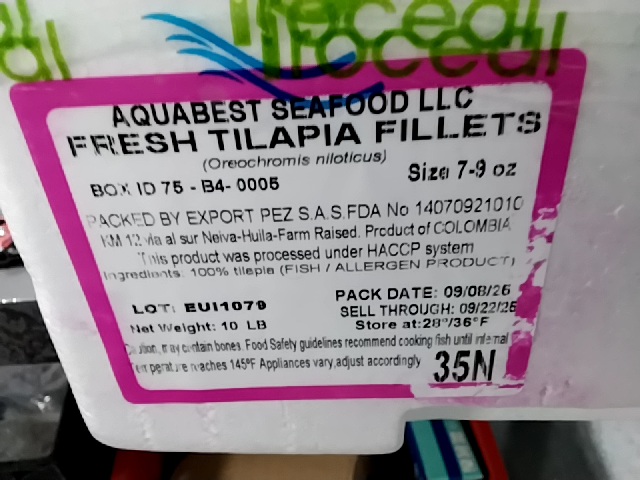 AQUABEST SEAFOOD LLC
FRESH TILAPIA FILLETS
(Oreochromis niloticus)
Size 7-9 oz
BOX ID 75 - B4- 0005
PACKED BY EXPORT PEZ S.A.S.FDA No 14070921010
KM 12 via al sur Neiva-Huila-Farm Raised. Product of COLOMBIA
This product was processed under HACCP system
Ingredients: 100% tilapia (FISH / ALLERGEN PRODUCT)
LOT: EUI1079
PACK DATE: 09/08/26
SELL THROUGH: 09/22/26
Net Weight: 10 LB
Store at:28°/36°F
Caution, may contain bones. Food Safety guidelines recommend cooking fish until internal
temperature reaches 145ºF Appliances vary,adjust accordingly
35N